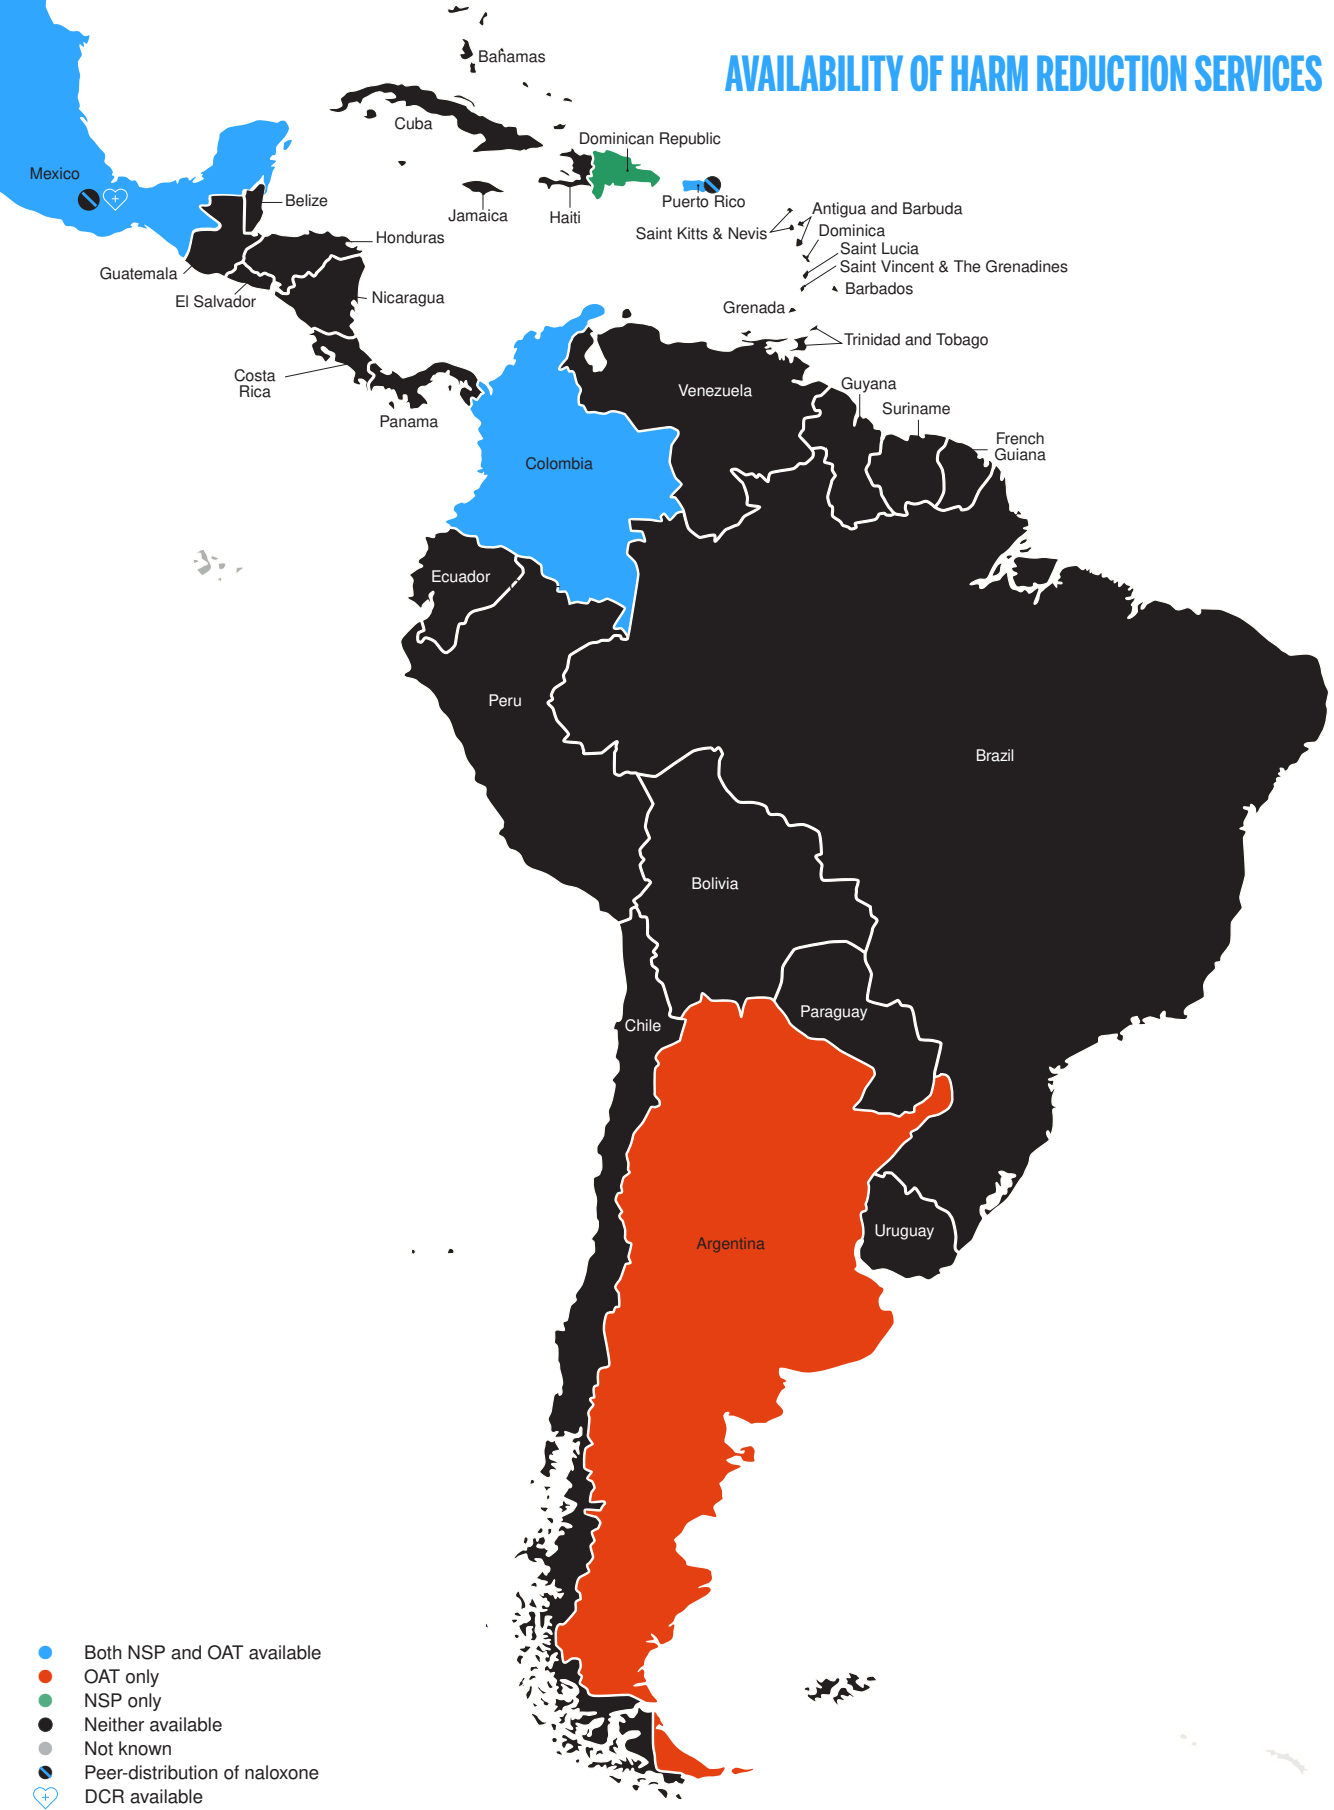 AVAILABILITY OF HARM REDUCTION SERVICES
Bahamas
Cuba
Dominican Republic
Mexico
Belize
Jamaica
Haiti
Puerto Rico
Antigua and Barbuda
Saint Kitts & Nevis
Dominica
Honduras
Saint Lucia
Guatemala
Saint Vincent & The Grenadines
El Salvador
Nicaragua
Barbados
Grenada
Trinidad and Tobago
Costa
Rica
Panama
Venezuela
Guyana
Suriname
French
Guiana
Colombia
Ecuador
Peru
Brazil
Bolivia
Paraguay
Chile
Uruguay
Argentina
Both NSP and OAT available
OAT only
NSP only
Neither available
Not known
Peer-distribution of naloxone
DCR available